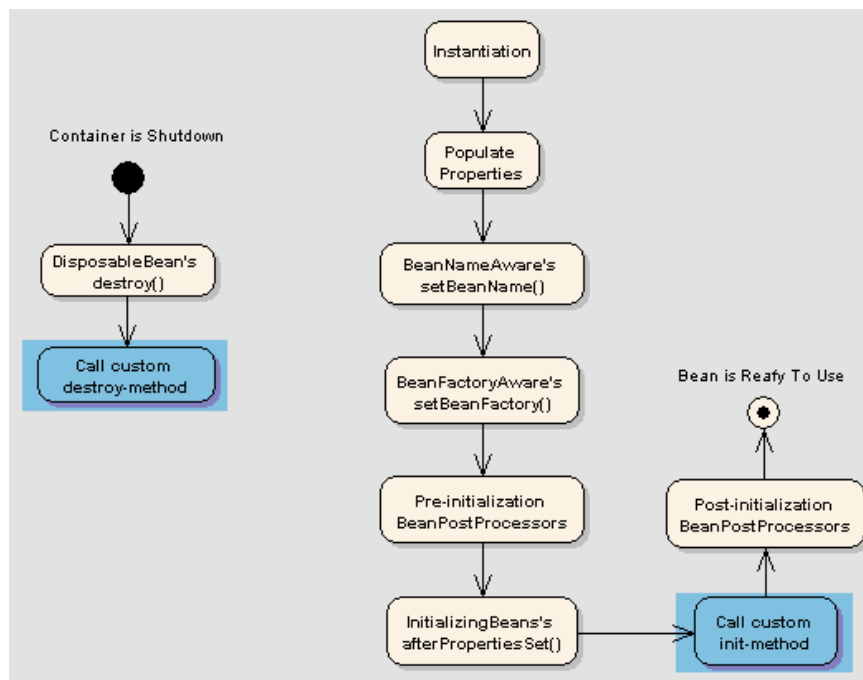 Instantiation
Container is Shutdown
Populate
Properties
DisposableBean's
destroy()
BeanNameAware's
setBeanName()
Call custom
destroy-method
BeanFactoryAware's
setBeanFactory()
Bean is Reafy To Use
Pre-initialization
BeanPostProcessors
Post-initialization
BeanPostProcessors
InitializingBeans's
afterPropertiesSet()
Call custom
init-method